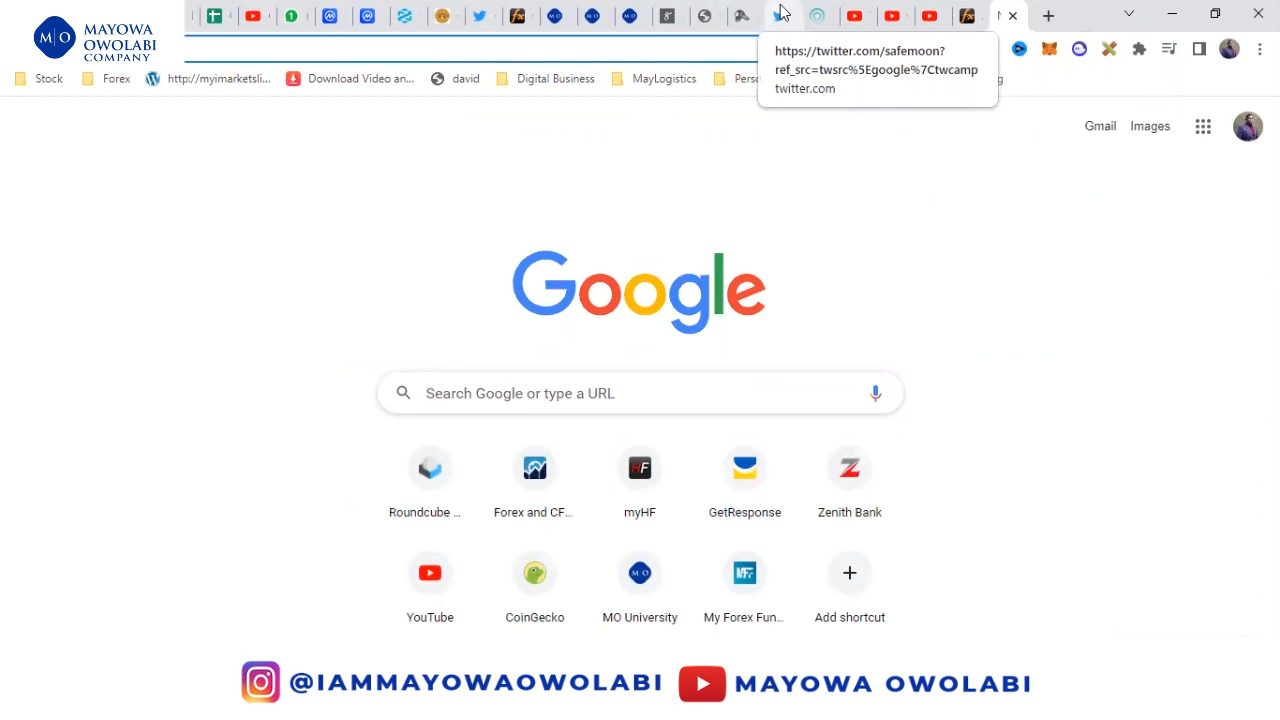 MAYOWA
OWOLABI
COMPANY
M|O
https://twitter.com/safemoon?
ref_src=twsrc%5Egoogle%7Ctwcamp
twitter.com
Stock
Forex
http://myimarketsli...
Download Video an...
david
Digital Business
MayLogistics
Perso
Gmail
Images
Google
Search Google or type a URL
Roundcube ...
Forex and CF...
HF
myHF
GetResponse
Zenith Bank
YouTube
CoinGecko
M|O
MO University
My Forex Fun...
Add shortcut
@IAMMAYOWAOWOLABI
MAYOWA OWOLABI